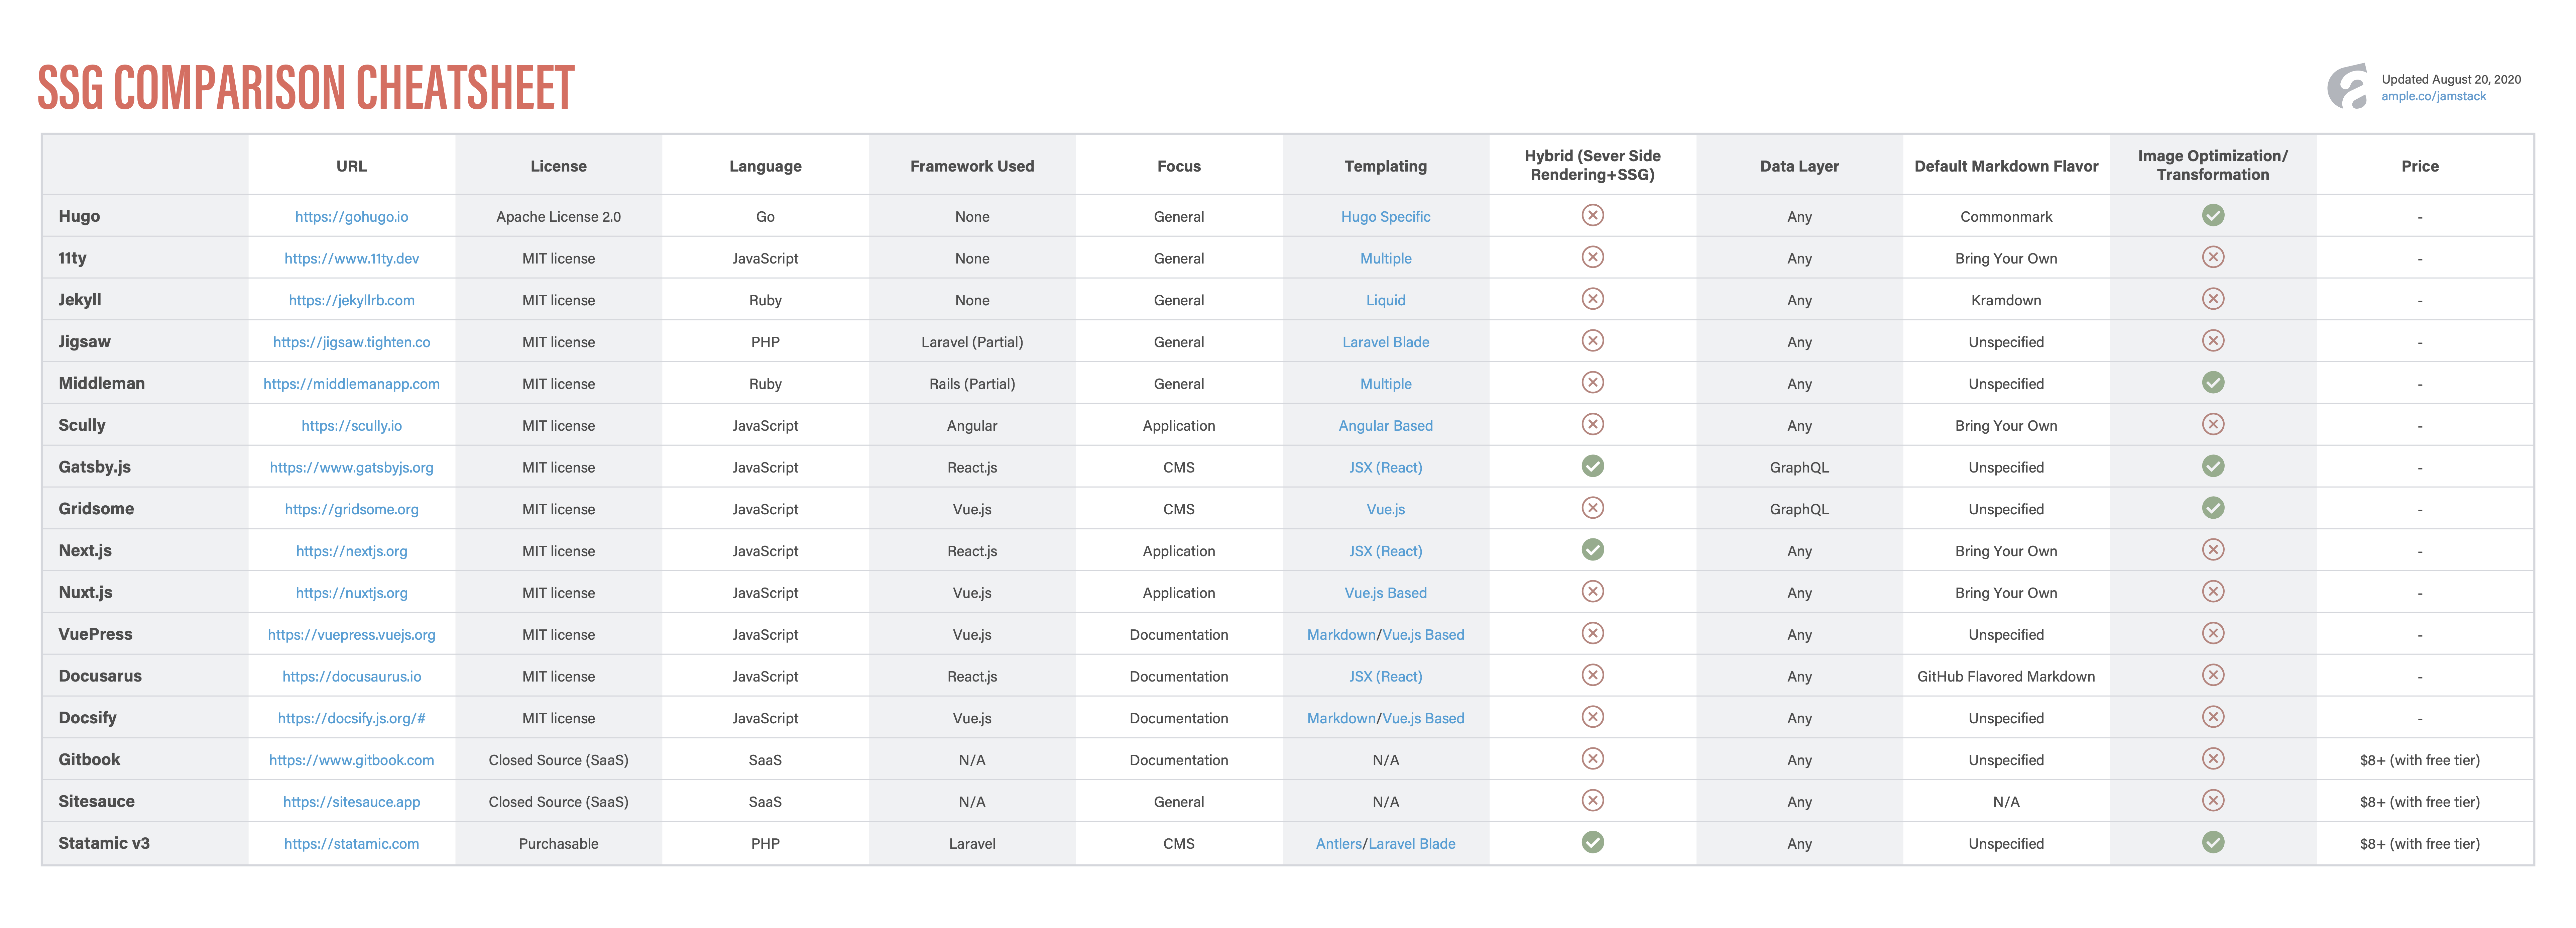 SSG COMPARISON CHEATSHEET
Updated August 20, 2020
ample.co/jamstack
URL License Language Framework Used Focus Templating Hybrid (Sever Side Rendering+SSG) Data Layer Default Markdown Flavor Image Optimization/ Transformation Price
Hugo https://gohugo.io Apache License 2.0 Go None General Hugo Specific Any Commonmark -
11ty https://www.11ty.dev MIT license JavaScript None General Multiple Any Bring Your Own -
Jekyll https://jekyllrb.com MIT license Ruby None General Liquid Any Kramdown -
Jigsaw https://jigsaw.tighten.co MIT license PHP Laravel (Partial) General Laravel Blade Any Unspecified -
Middleman https://middlemanapp.com MIT license Ruby Rails (Partial) General Multiple Any Unspecified -
Scully https://scully.io MIT license JavaScript Angular Application Angular Based Any Bring Your Own -
Gatsby.js https://www.gatsbyjs.org MIT license JavaScript React.js CMS JSX (React) GraphQL Unspecified -
Gridsome https://gridsome.org MIT license JavaScript Vue.js CMS Vue.js GraphQL Unspecified -
Next.js https://nextjs.org MIT license JavaScript React.js Application JSX (React) Any Bring Your Own -
Nuxt.js https://nuxtjs.org MIT license JavaScript Vue.js Application Vue.js Based Any Bring Your Own -
VuePress https://vuepress.vuejs.org MIT license JavaScript Vue.js Documentation Markdown/Vue.js Based Any Unspecified -
Docusarus https://docusaurus.io MIT license JavaScript React.js Documentation JSX (React) Any GitHub Flavored Markdown -
Docsify https://docsify.js.org/# MIT license JavaScript Vue.js Documentation Markdown/Vue.js Based Any Unspecified -
Gitbook https://www.gitbook.com Closed Source (SaaS) SaaS N/A Documentation N/A Any Unspecified $8+ (with free tier)
Sitesauce https://sitesauce.app Closed Source (SaaS) SaaS N/A General N/A Any N/A $8+ (with free tier)
Statamic v3 https://statamic.com Purchasable PHP Laravel CMS Antlers/Laravel Blade Any Unspecified $8+ (with free tier)